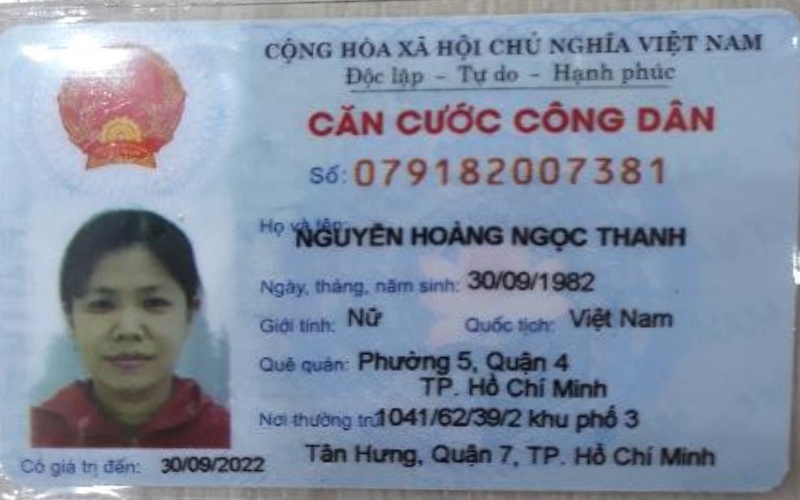 CỘNG HÒA XÃ HỘI CHỦ NGHĨA VIỆT NAM
Độc lập - Tự do - Hạnh phúc
CĂN CƯỚC CÔNG DÂN
Số: 079182007381
Họ và tên: NGUYỄN HOÀNG NGỌC THANH
Ngày, tháng, năm sinh: 30/09/1982
Giới tính: Nữ Quốc tịch: Việt Nam
Quê quán: Phường 5, Quận 4
TP. Hồ Chí Minh
Nơi thường trú: 1041/62/39/2 khu phố 3
Tân Hưng, Quận 7, TP. Hồ Chí Minh
Có giá trị đến: 30/09/2022